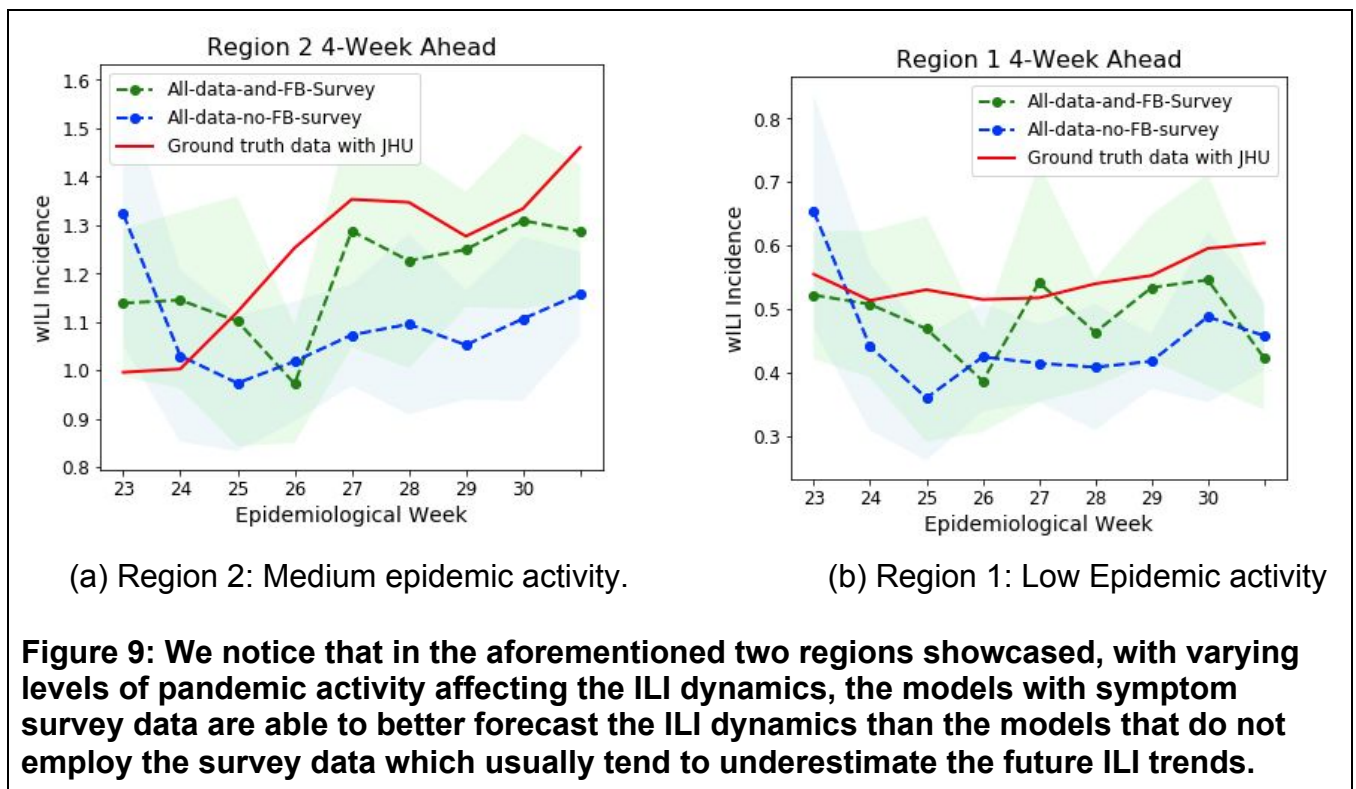 Region 2 4-Week Ahead
1.6
1.5
1.4
1.3
1.2
1.1
1.0
0.9
0.8
wILI Incidence
All-data-and-FB-Survey
All-data-no-FB-survey
Ground truth data with JHU
23 24 25 26 27 28 29 30
Epidemiological Week
(a) Region 2: Medium epidemic activity.
Region 1 4-Week Ahead
0.8
0.7
0.6
0.5
0.4
0.3
wILI Incidence
All-data-and-FB-Survey
All-data-no-FB-survey
Ground truth data with JHU
23 24 25 26 27 28 29 30
Epidemiological Week
(b) Region 1: Low Epidemic activity
Figure 9: We notice that in the aforementioned two regions showcased, with varying
levels of pandemic activity affecting the ILI dynamics, the models with symptom
survey data are able to better forecast the ILI dynamics than the models that do not
employ the survey data which usually tend to underestimate the future ILI trends.